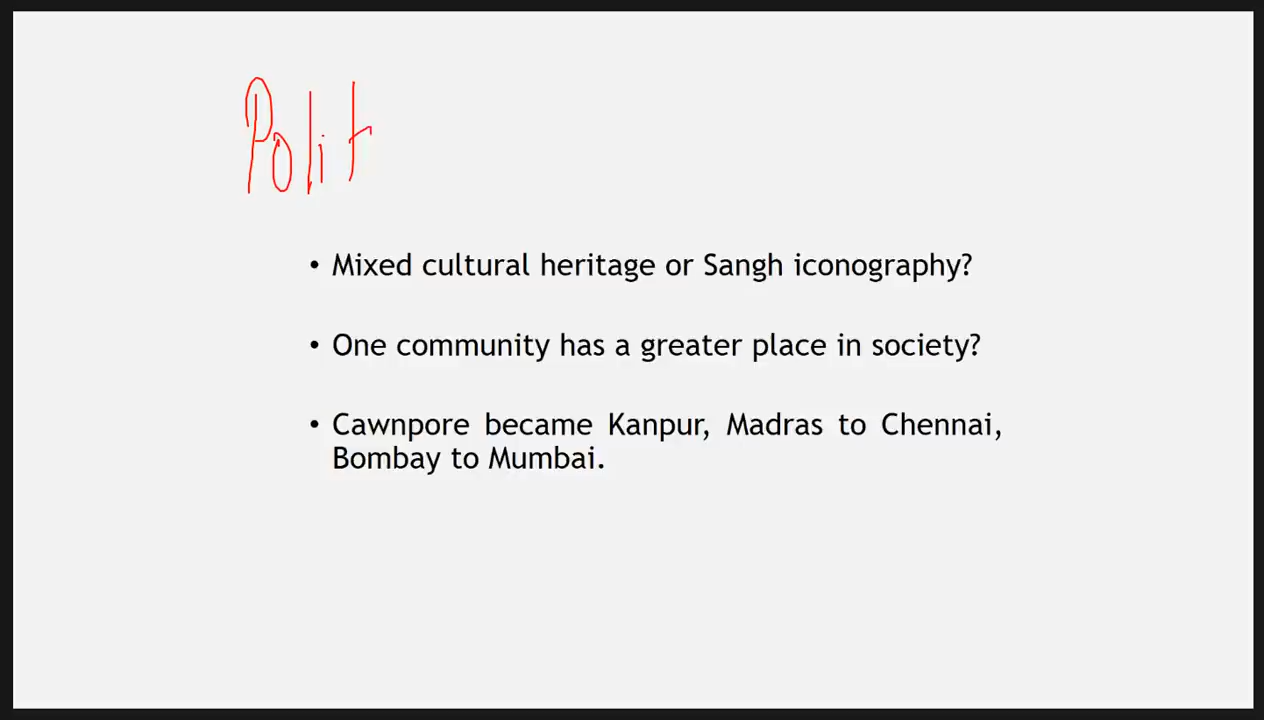 Polit
• Mixed cultural heritage or Sangh iconography?
• One community has a greater place in society?
• Cawnpore became Kanpur, Madras to Chennai,
Bombay to Mumbai.